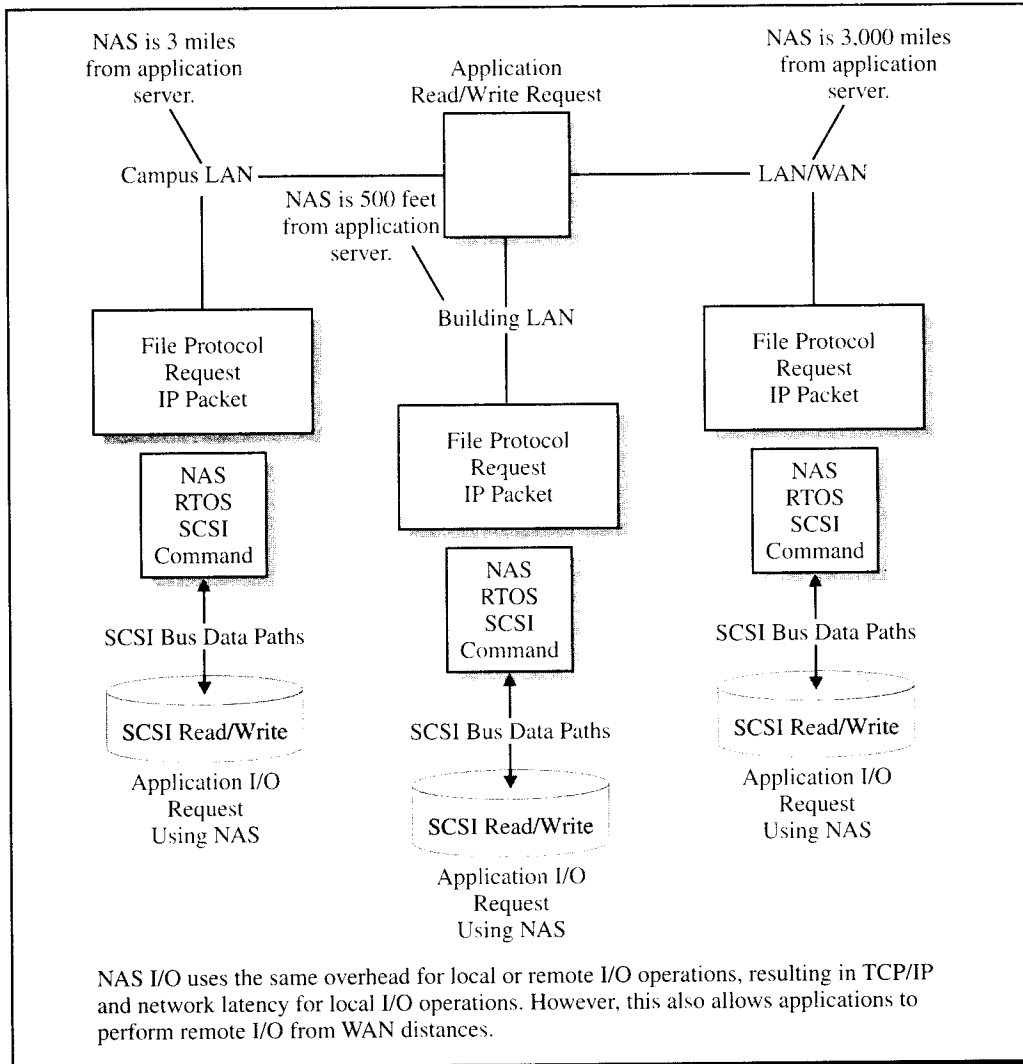 NAS is 3 miles
from application
server.
Application
Read/Write Request
NAS is 3,000 miles
from application
server.
Campus LAN
NAS is 500 feet
from application
server.
LAN/WAN
Building LAN
File Protocol
Request
IP Packet
File Protocol
Request
IP Packet
File Protocol
Request
IP Packet
NAS
RTOS
SCSI
Command
NAS
RTOS
SCSI
Command
NAS
RTOS
SCSI
Command
SCSI Bus Data Paths
SCSI Bus Data Paths
SCSI Bus Data Paths
SCSI Read/Write
Application I/O
Request
Using NAS
SCSI Read/Write
Application I/O
Request
Using NAS
SCSI Read/Write
Application I/O
Request
Using NAS
NAS I/O uses the same overhead for local or remote I/O operations, resulting in TCP/IP
and network latency for local I/O operations. However, this also allows applications to
perform remote I/O from WAN distances.